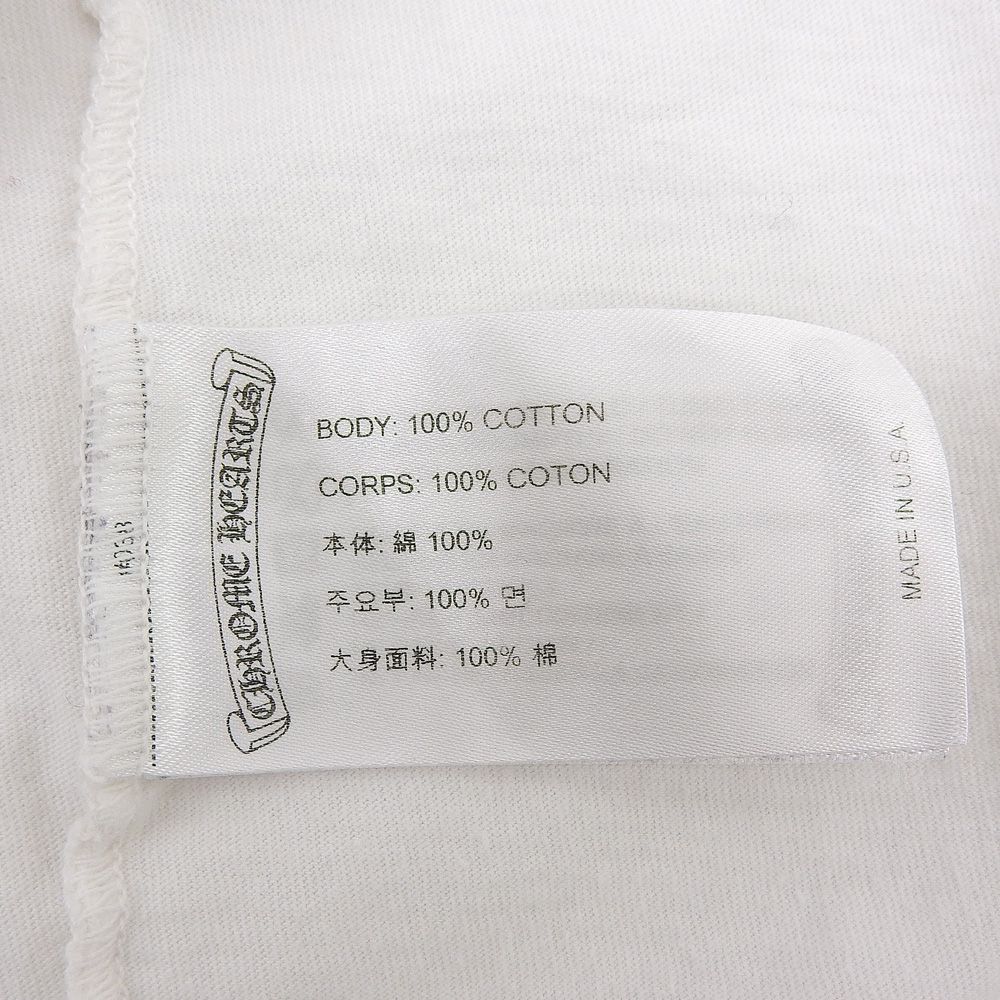 CHROME HEARTS
BODY: 100% COTTON
CORPS: 100% COTON
本体: 綿 100%
주요부: 100% 면
大身面料: 100% 棉
MADE IN U.S.A.